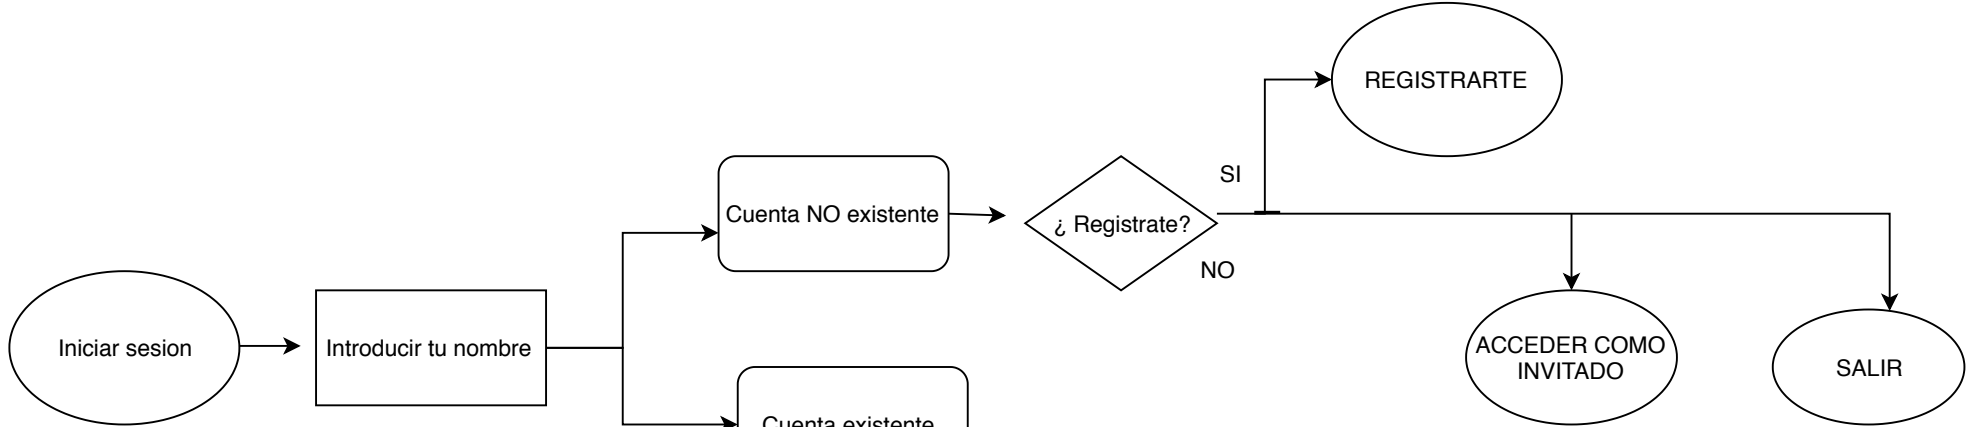 REGISTRARTE
SI
Cuenta NO existente
¿ Registrate?
NO
Iniciar sesion
Introducir tu nombre
ACCEDER COMO
INVITADO
SALIR
Cuenta existente